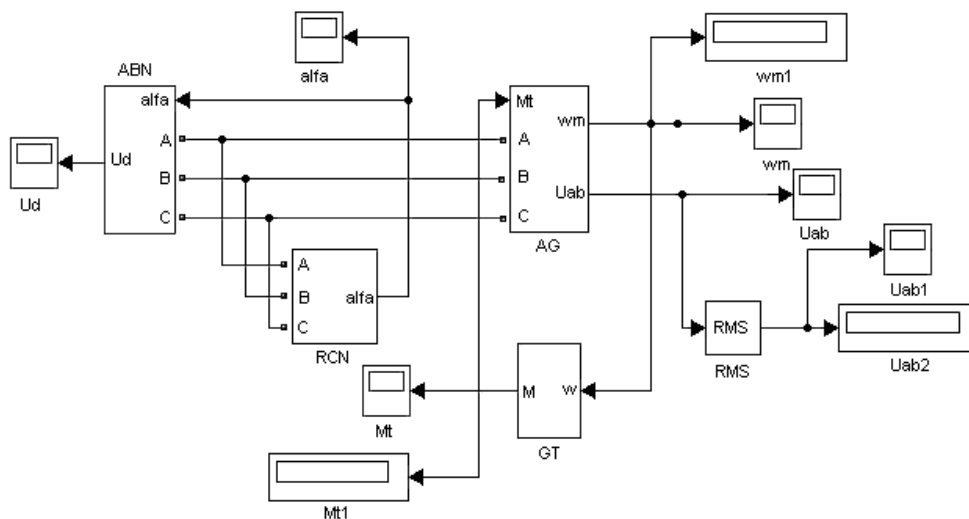 alfa
wm1
ABN
alfa
Ud
A
B
C
Ud
Mt
A
B
C
wm
Uab
AG
wm
Uab
Uab1
A
B
C
alfa
RCN
RMS
RMS
Uab2
Mt
M
w
GT
Mt1